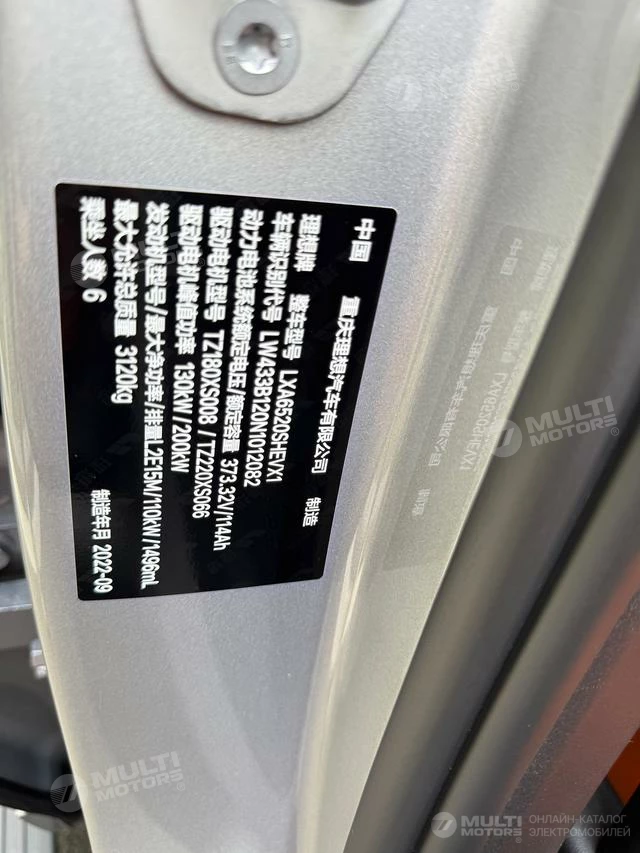 中国 重庆理想汽车有限公司 制造
理想牌 整车型号 LXA6520SHEVX1
车辆识别代号 LW433B120N1012082
动力电池系统额定电压/额定容量 373.32V/114Ah
驱动电机型号 TZ180XS008 /TZ220XS066
驱动电机峰值功率 130kW/200kW
发动机型号/最大净功率/排量 L2E15M/110kW/1496mL
最大允许总质量 3120kg
乘坐人数 6 制造年月 2022-09
MULTI
MOTORS
MULTI
MOTORS
MULTI
MOTORS
ОНЛАЙН-КАТАЛОГ
ЭЛЕКТРОМОБИЛЕЙ